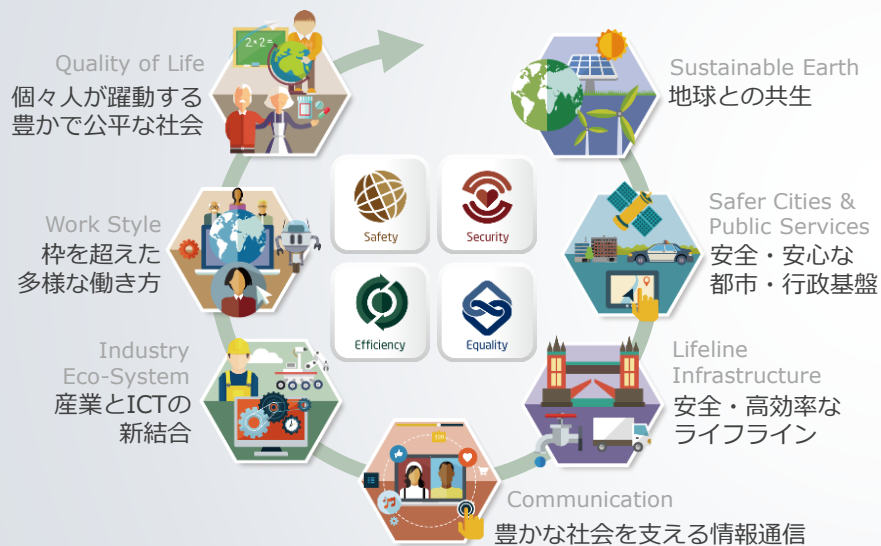 Quality of Life
個々人が躍動する
豊かで公平な社会
2×2=
Sustainable Earth
地球との共生
Work Style
枠を超えた
多様な働き方
Safety
Security
Safer Cities &
Public Services
安全・安心な
都市・行政基盤
Efficiency
Equality
Industry
Eco-System
産業とICTの
新結合
Lifeline
Infrastructure
安全・高効率な
ライフライン
Communication
豊かな社会を支える情報通信